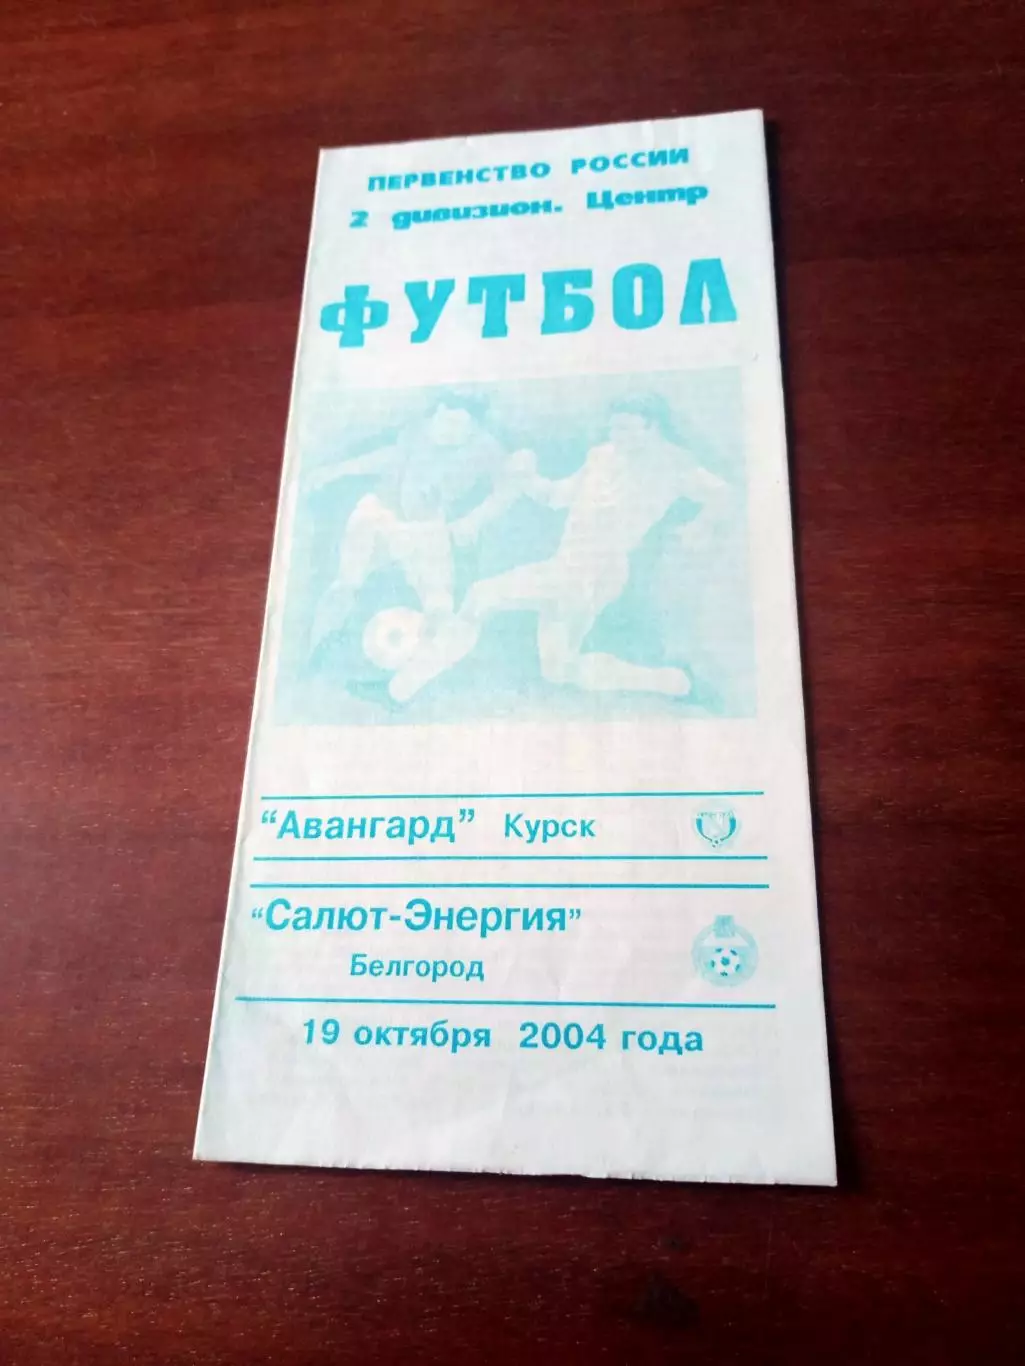 ПЕРВЕНСТВО РОССИИ
2 дивизион. Центр
ФУТБОЛ
"Авангард" Курск
"Салют-Энергия"
Белгород
19 октября 2004 года